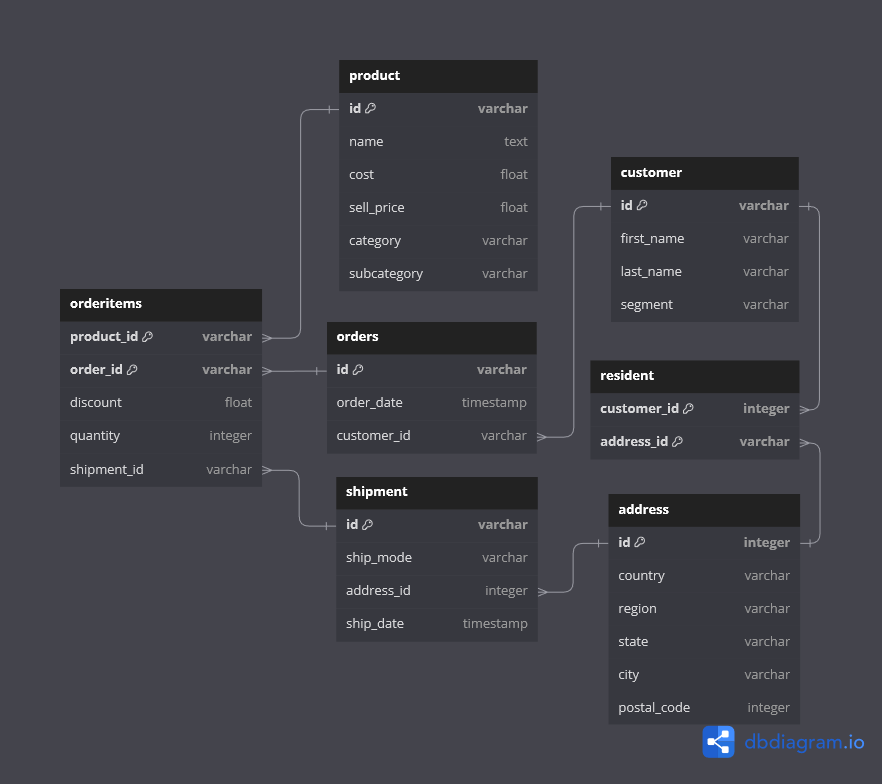 product
id varchar
name text
cost float
sell_price float
category varchar
subcategory varchar
customer
id varchar
first_name varchar
last_name varchar
segment varchar
orderitems
product_id varchar
order_id varchar
discount float
quantity integer
shipment_id varchar
orders
id varchar
order_date timestamp
customer_id varchar
resident
customer_id integer
address_id varchar
shipment
id varchar
ship_mode varchar
address_id integer
ship_date timestamp
address
id integer
country varchar
region varchar
state varchar
city varchar
postal_code integer
dbdiagram.io